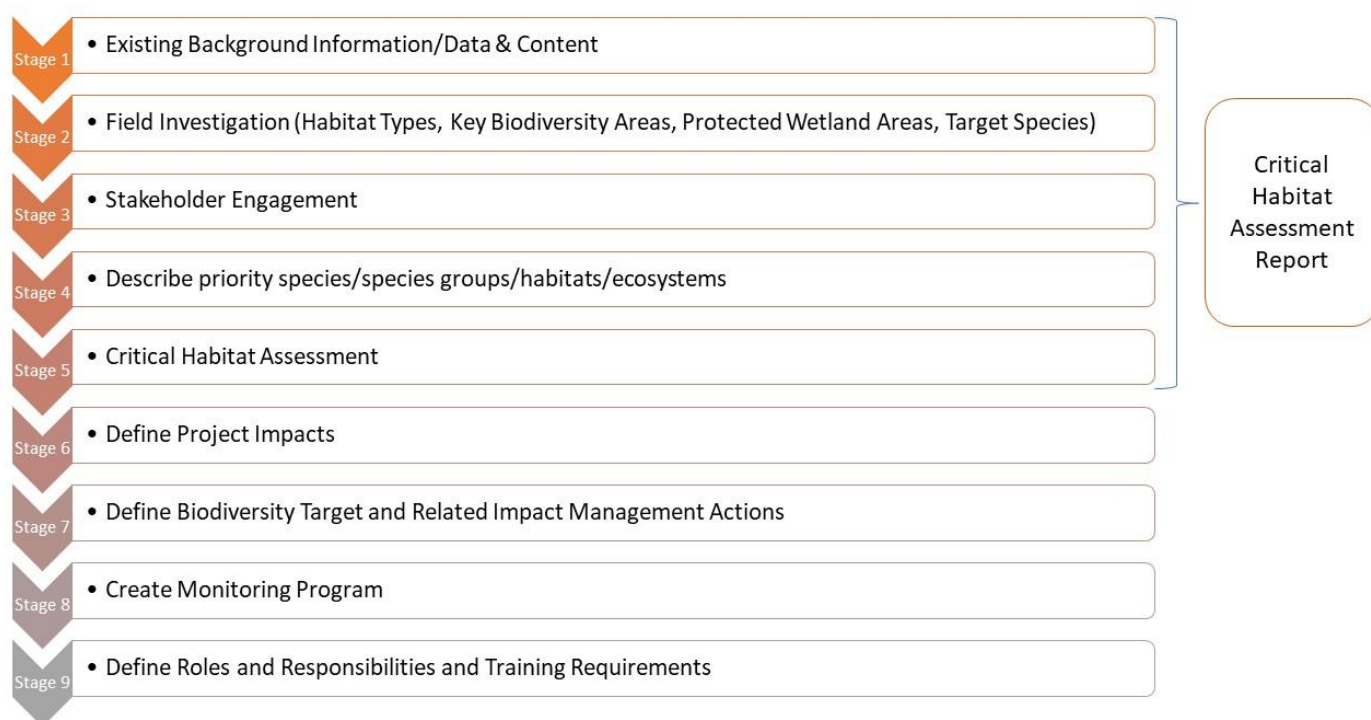 Stage 1
• Existing Background Information/Data & Content
Stage 2
• Field Investigation (Habitat Types, Key Biodiversity Areas, Protected Wetland Areas, Target Species)
Stage 3
• Stakeholder Engagement
Stage 4
• Describe priority species/species groups/habitats/ecosystems
Stage 5
• Critical Habitat Assessment
Stage 6
• Define Project Impacts
Stage 7
• Define Biodiversity Target and Related Impact Management Actions
Stage 8
• Create Monitoring Program
Stage 9
• Define Roles and Responsibilities and Training Requirements
Critical
Habitat
Assessment
Report